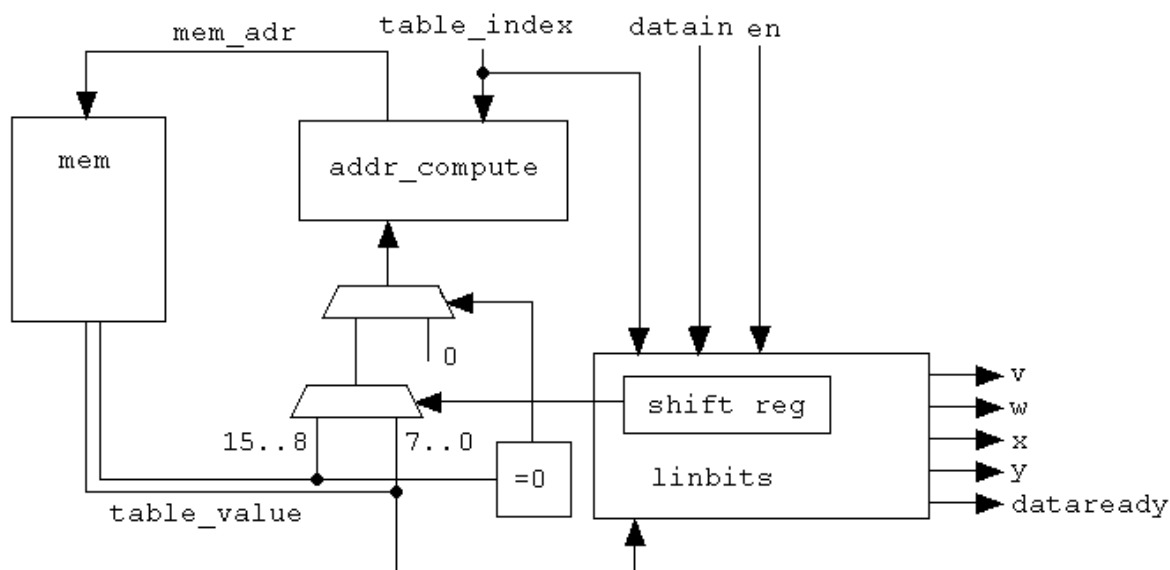 table_index
datain
en
mem_adr
mem
addr_compute
0
shift reg
v
w
x
y
dataready
15..8
7..0
=0
linbits
table_value